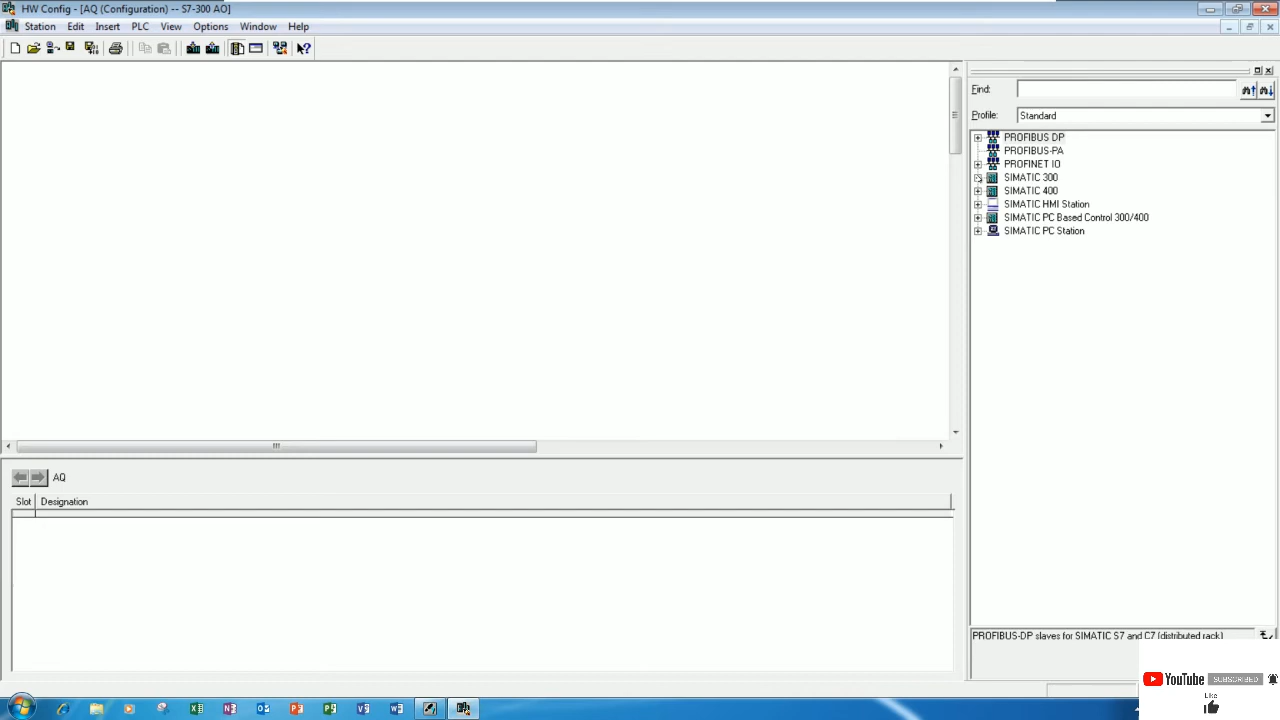 HW Config - [AQ (Configuration) -- S7-300 AO]
Station Edit Insert PLC View Options Window Help
Find:
Profile: Standard
PROFIBUS DP
PROFIBUS-PA
PROFINET IO
SIMATIC 300
SIMATIC 400
SIMATIC HMI Station
SIMATIC PC Based Control 300/400
SIMATIC PC Station
AQ
Slot Designation
PROFIBUS-DP slaves for SIMATIC S7 and C7 (distributed rack)
YouTube SUBSCRIBED
Like